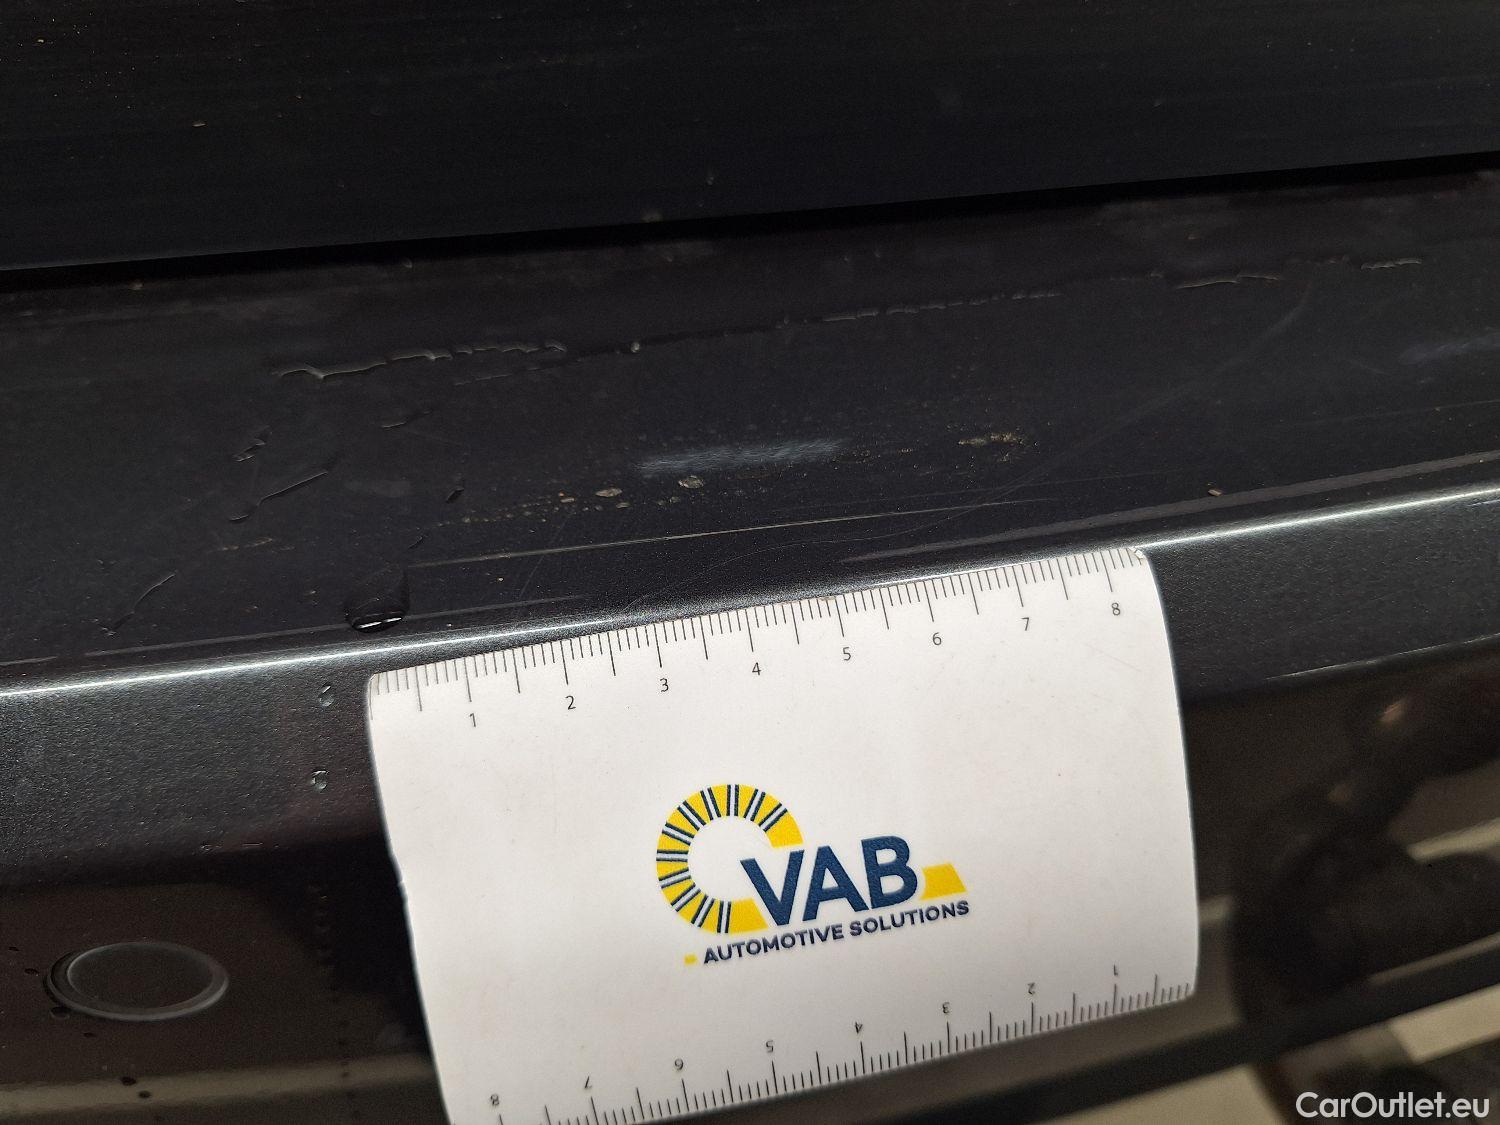 1 2 3 4 5 6 7 8
VAB
AUTOMOTIVE SOLUTIONS
8 7 6 5 4 3 2 1
CarOutlet.eu